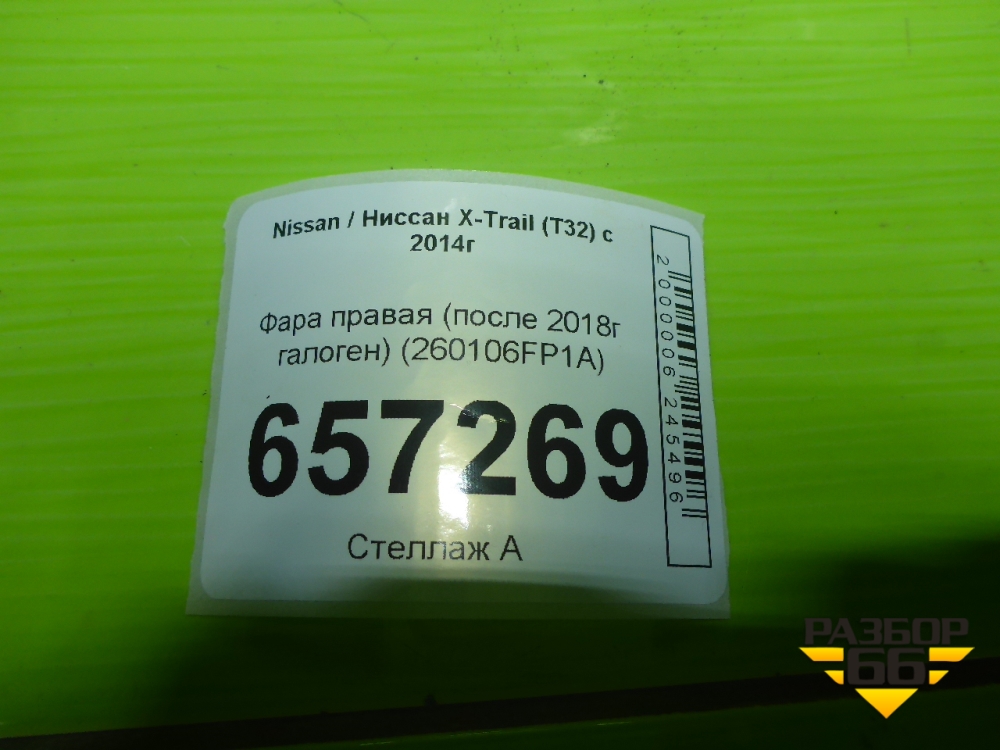 Nissan / Ниссан X-Trail (T32) с
2014г
Фара правая (после 2018г
галоген) (260106FP1A)
657269
Стеллаж А
2000006245496
РАЗБОР
66